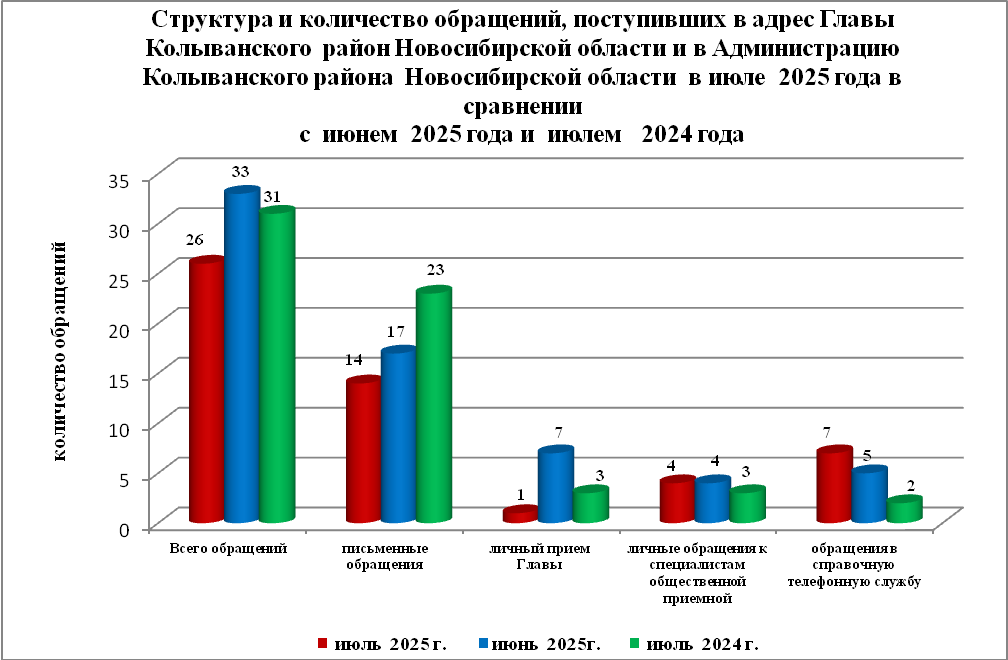 Структура и количество обращений, поступивших в адрес Главы
Колыванского район Новосибирской области и в Администрацию
Колыванского района Новосибирской области в июле 2025 года в
сравнении
с июнем 2025 года и июлем 2024 года
количество обращений
35
30
25
20
15
10
5
0
26
33
31
14
17
23
1
7
3
4
4
3
7
5
2
Всего обращений
письменные
обращения
личный прием
Главы
личные обращения к
специалистам
общественной
приемной
обращения в
справочную
телефонную службу
июль 2025 г.
июнь 2025г.
июль 2024 г.